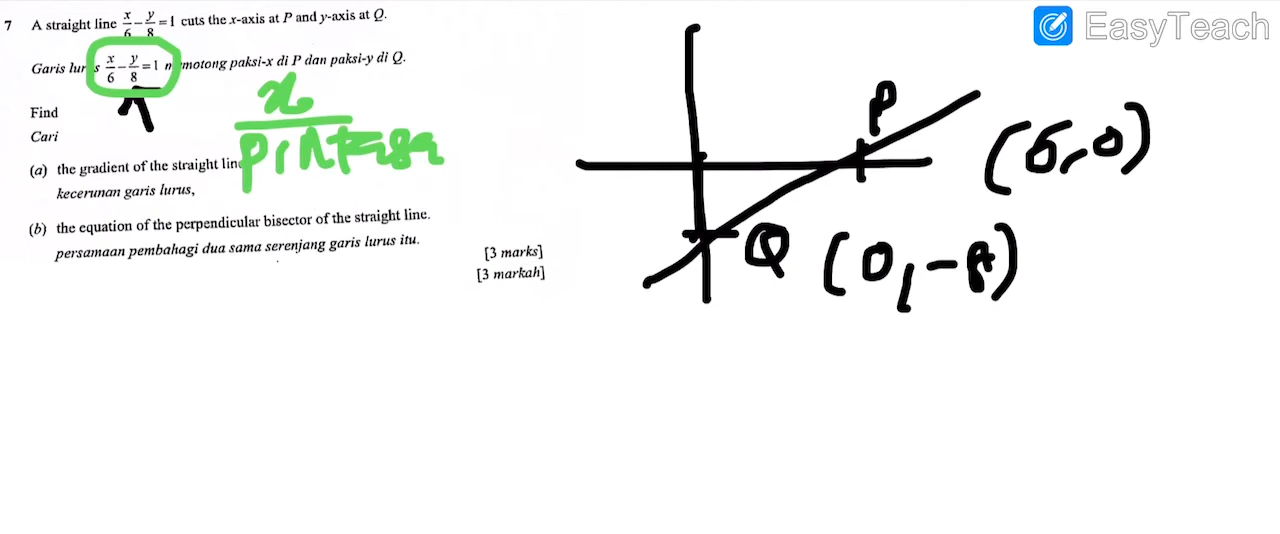 7 A straight line x/6 - y/8 = 1 cuts the x-axis at P and y-axis at Q.
Garis lurus x/6 - y/8 = 1 memotong paksi-x di P dan paksi-y di Q.
Find
Cari
(a) the gradient of the straight line
kecerunan garis lurus,
(b) the equation of the perpendicular bisector of the straight line.
persamaan pembahagi dua sama serenjang garis lurus itu.
[3 marks]
[3 markah]
x
EasyTeach
P
(6,0)
Q (0,-8)